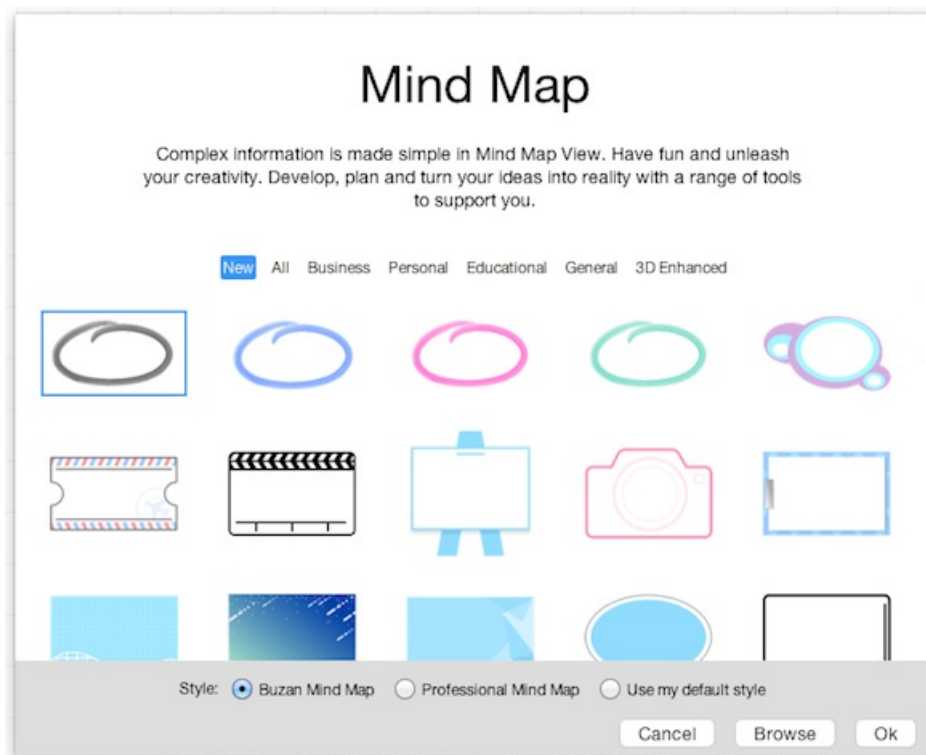 Mind Map
Complex information is made simple in Mind Map View. Have fun and unleash
your creativity. Develop, plan and turn your ideas into reality with a range of tools
to support you.
New All Business Personal Educational General 3D Enhanced
Style: Buzan Mind Map Professional Mind Map Use my default style
Cancel Browse Ok